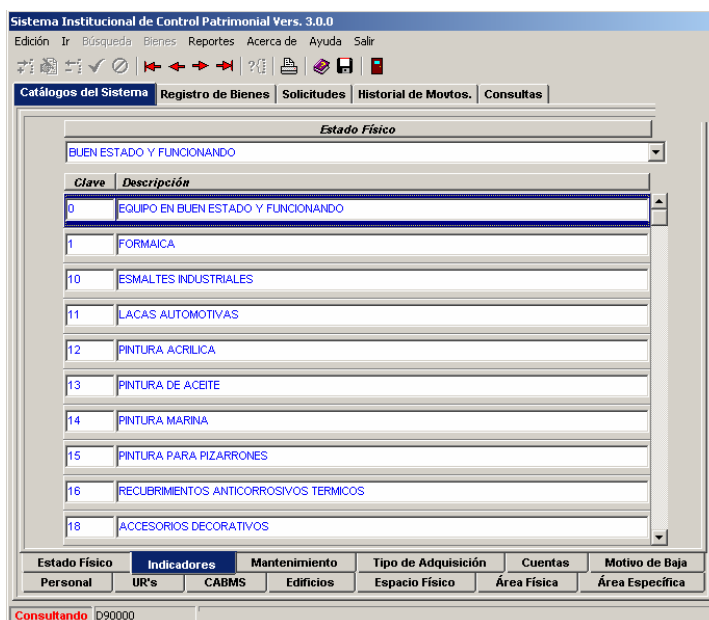 Sistema Institucional de Control Patrimonial Vers. 3.0.0
Edición Ir Búsqueda Bienes Reportes Acerca de Ayuda Salir
Catálogos del Sistema Registro de Bienes Solicitudes Historial de Movtos. Consultas
Estado Físico
BUEN ESTADO Y FUNCIONANDO
Clave Descripción
0 EQUIPO EN BUEN ESTADO Y FUNCIONANDO
1 FORMAICA
10 ESMALTES INDUSTRIALES
11 LACAS AUTOMOTIVAS
12 PINTURA ACRILICA
13 PINTURA DE ACEITE
14 PINTURA MARINA
15 PINTURA PARA PIZARRONES
16 RECUBRIMIENTOS ANTICORROSIVOS TERMICOS
18 ACCESORIOS DECORATIVOS
Estado Físico Indicadores Mantenimiento Tipo de Adquisición Cuentas Motivo de Baja
Personal UR's CABMS Edificios Espacio Físico Área Física Área Específica
Consultando D90000